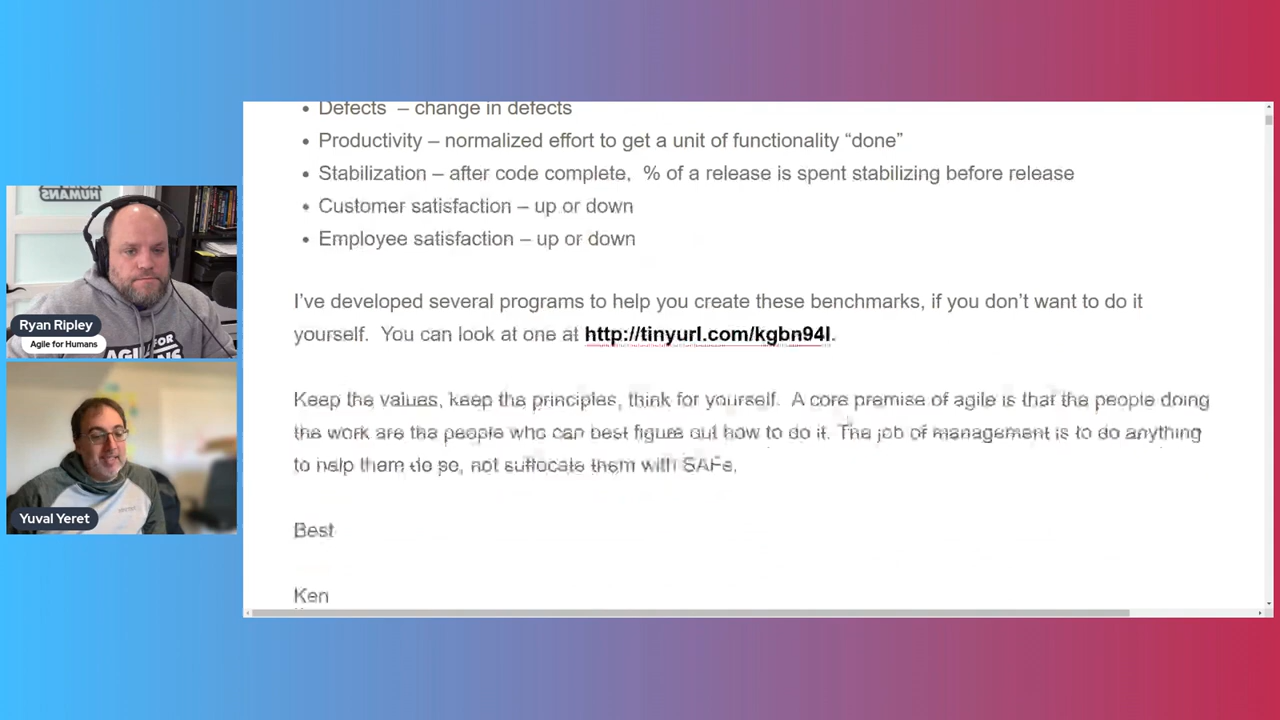 Defects – change in defects
Productivity – normalized effort to get a unit of functionality “done”
Stabilization – after code complete, % of a release is spent stabilizing before release
Customer satisfaction – up or down
Employee satisfaction – up or down
I’ve developed several programs to help you create these benchmarks, if you don’t want to do it
yourself. You can look at one at http://tinyurl.com/kgbn94l.
Keep the values, keep the principles, think for yourself. A core premise of agile is that the people doing
the work are the people who can best figure out how to do it. The job of management is to do anything
to help them do so, not suffocate them with SAFe.
Best
Ken
HUMANS
Ryan Ripley
Agile for Humans
Yuval Yeret